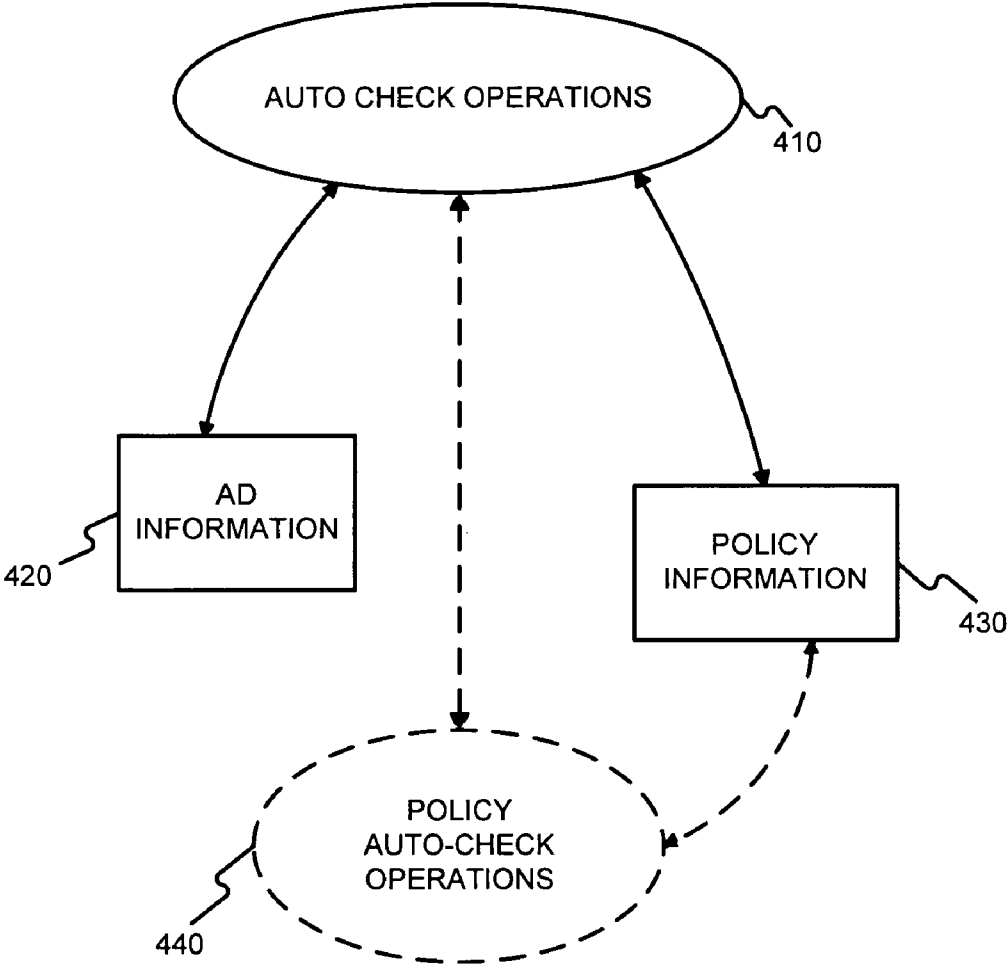 AUTO CHECK OPERATIONS
410
AD
INFORMATION
420
POLICY
INFORMATION
430
POLICY
AUTO-CHECK
OPERATIONS
440